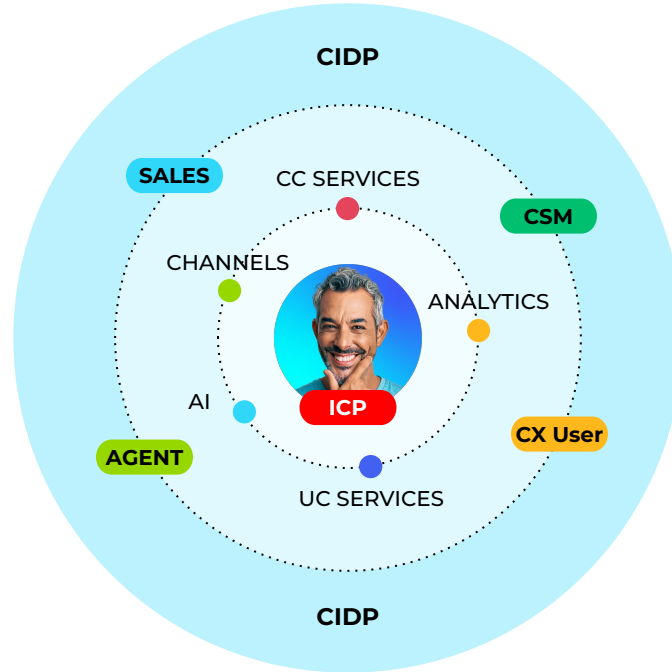 CIDP
SALES
CC SERVICES
CSM
CHANNELS
ANALYTICS
AI
ICP
CX User
AGENT
UC SERVICES
CIDP